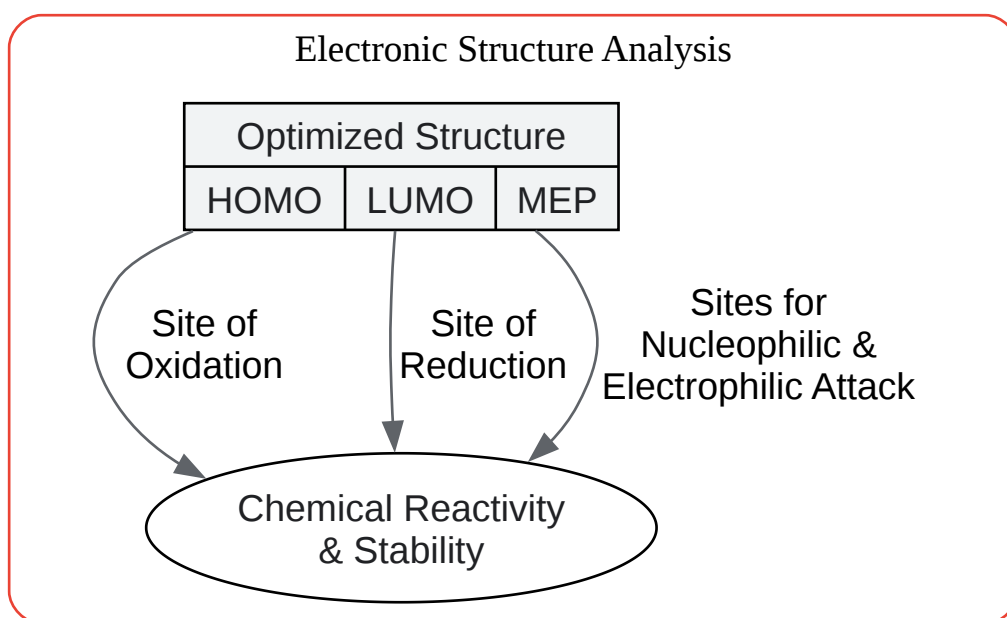 Electronic Structure Analysis
Optimized Structure
HOMO
LUMO
MEP
Site of
Oxidation
Site of
Reduction
Sites for
Nucleophilic &
Electrophilic Attack
Chemical Reactivity
& Stability